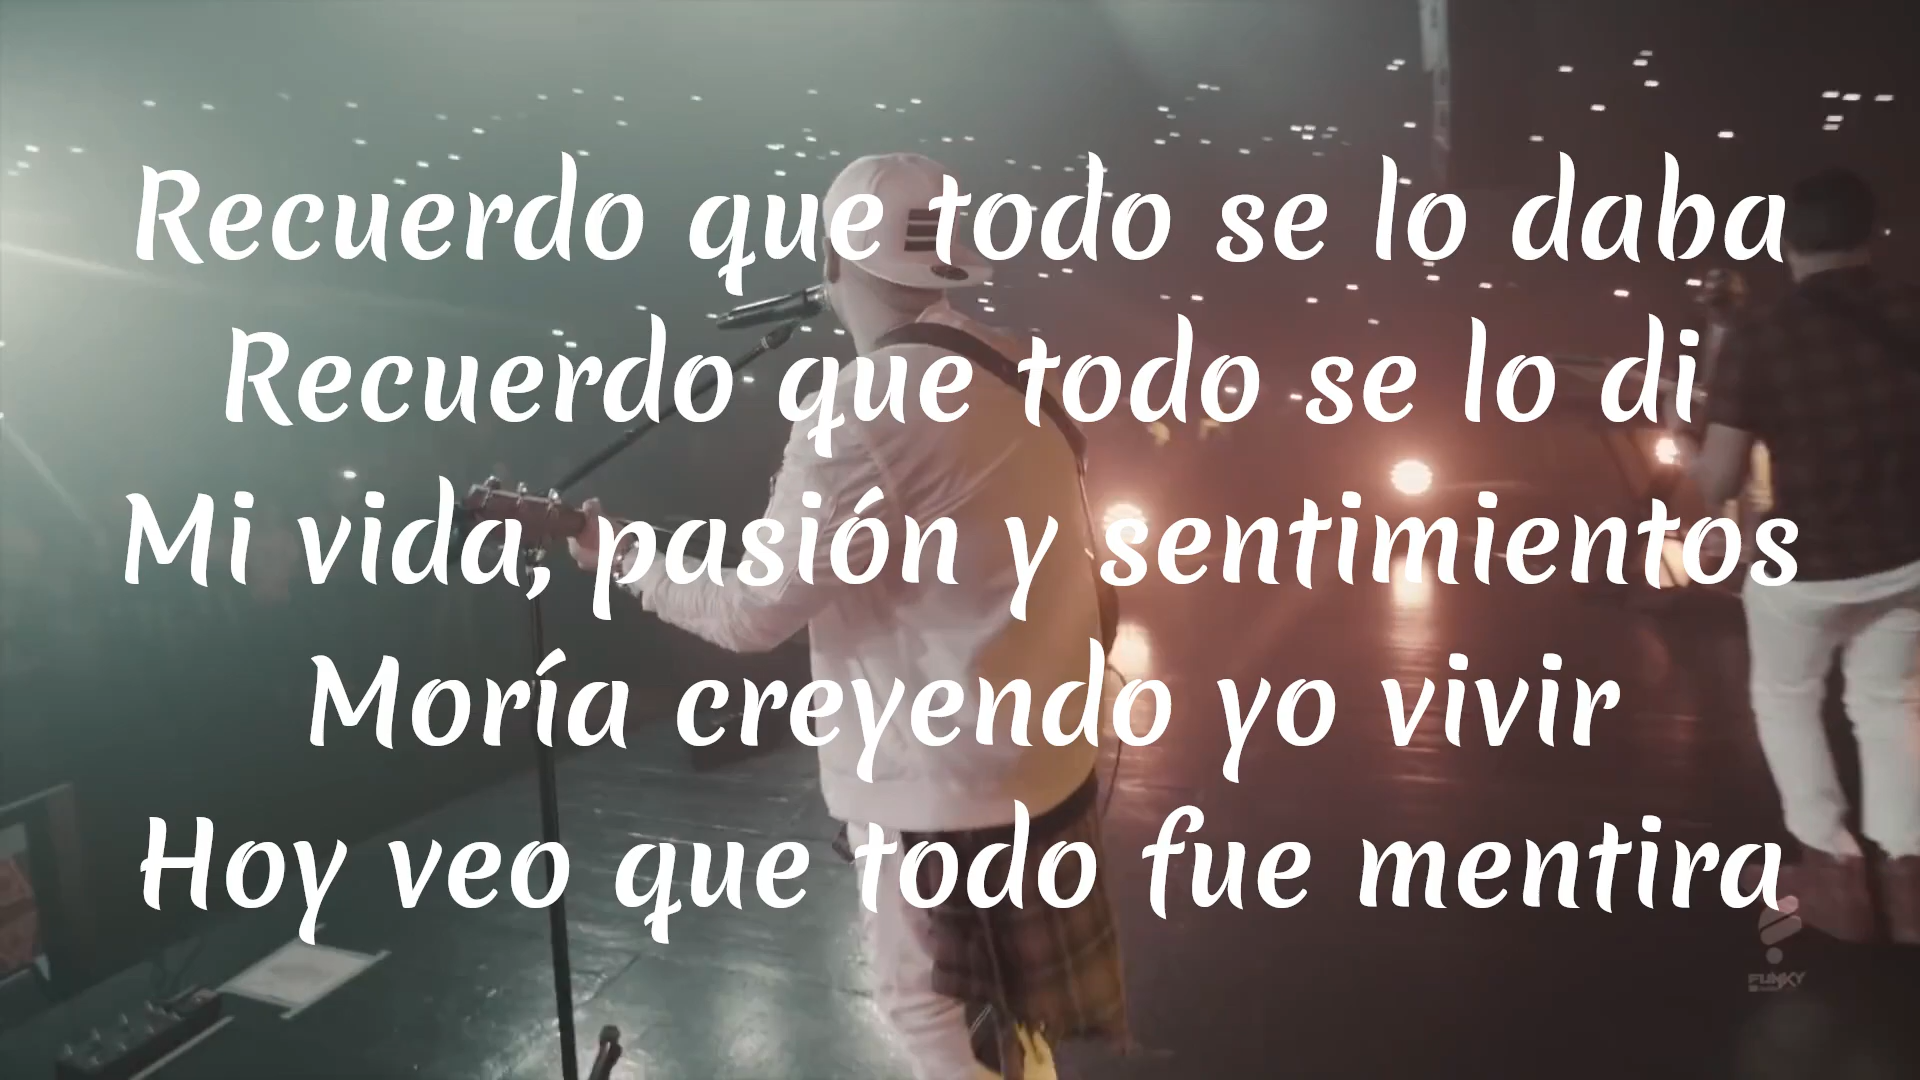 Recuerdo que todo se lo daba
Recuerdo que todo se lo di
Mi vida, pasión y sentimientos
Moría creyendo yo vivir
Hoy veo que todo fue mentira
FUNKY